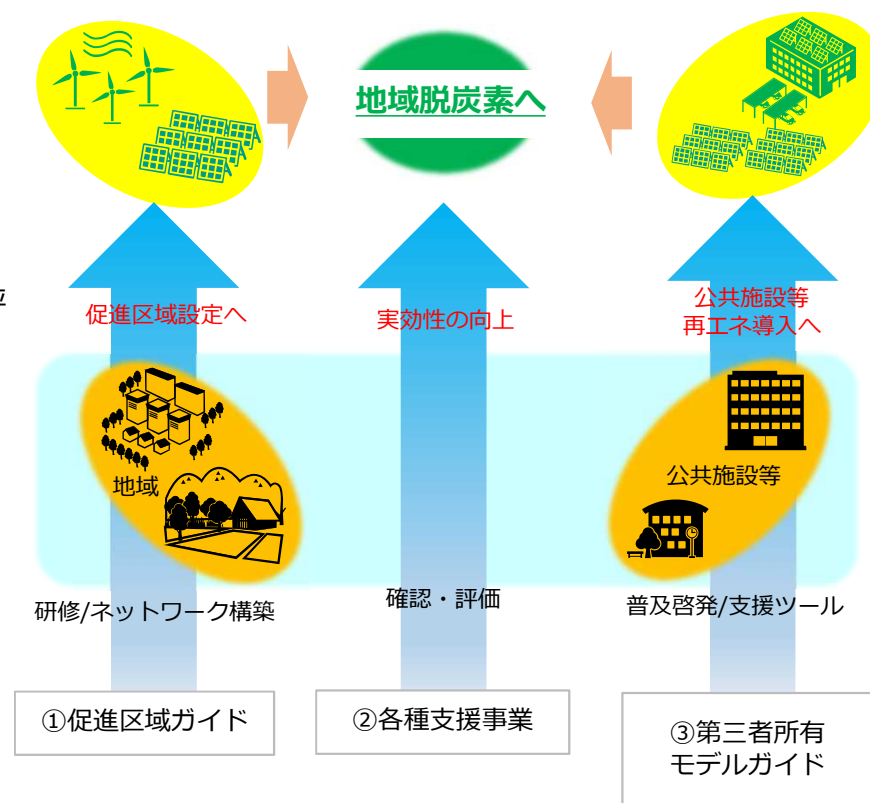 地域脱炭素へ
促進区域設定へ
実効性の向上
公共施設等
再エネ導入へ
地域
公共施設等
研修/ネットワーク構築
確認・評価
普及啓発/支援ツール
①促進区域ガイド
②各種支援事業
③第三者所有
モデルガイド